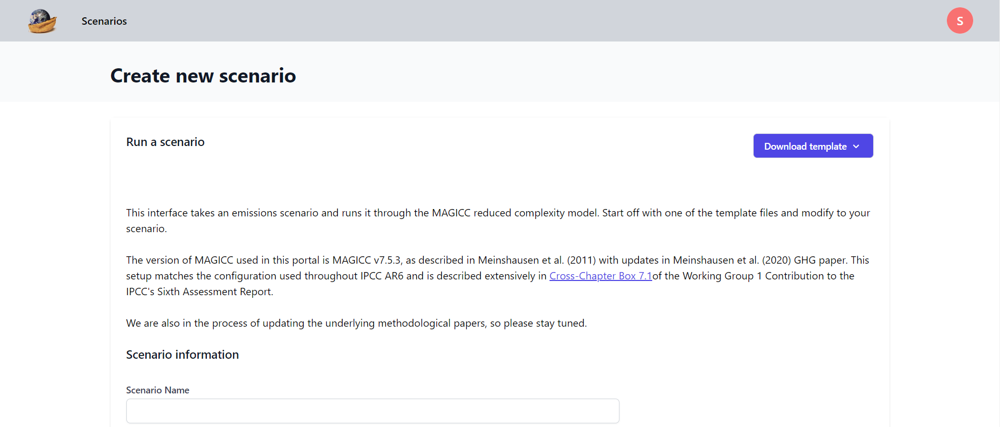 Scenarios
S
Create new scenario
Run a scenario
Download template
This interface takes an emissions scenario and runs it through the MAGICC reduced complexity model. Start off with one of the template files and modify to your
scenario.
The version of MAGICC used in this portal is MAGICC v7.5.3, as described in Meinshausen et al. (2011) with updates in Meinshausen et al. (2020) GHG paper. This
setup matches the configuration used throughout IPCC AR6 and is described extensively in Cross-Chapter Box 7.1of the Working Group 1 Contribution to the
IPCC's Sixth Assessment Report.
We are also in the process of updating the underlying methodological papers, so please stay tuned.
Scenario information
Scenario Name